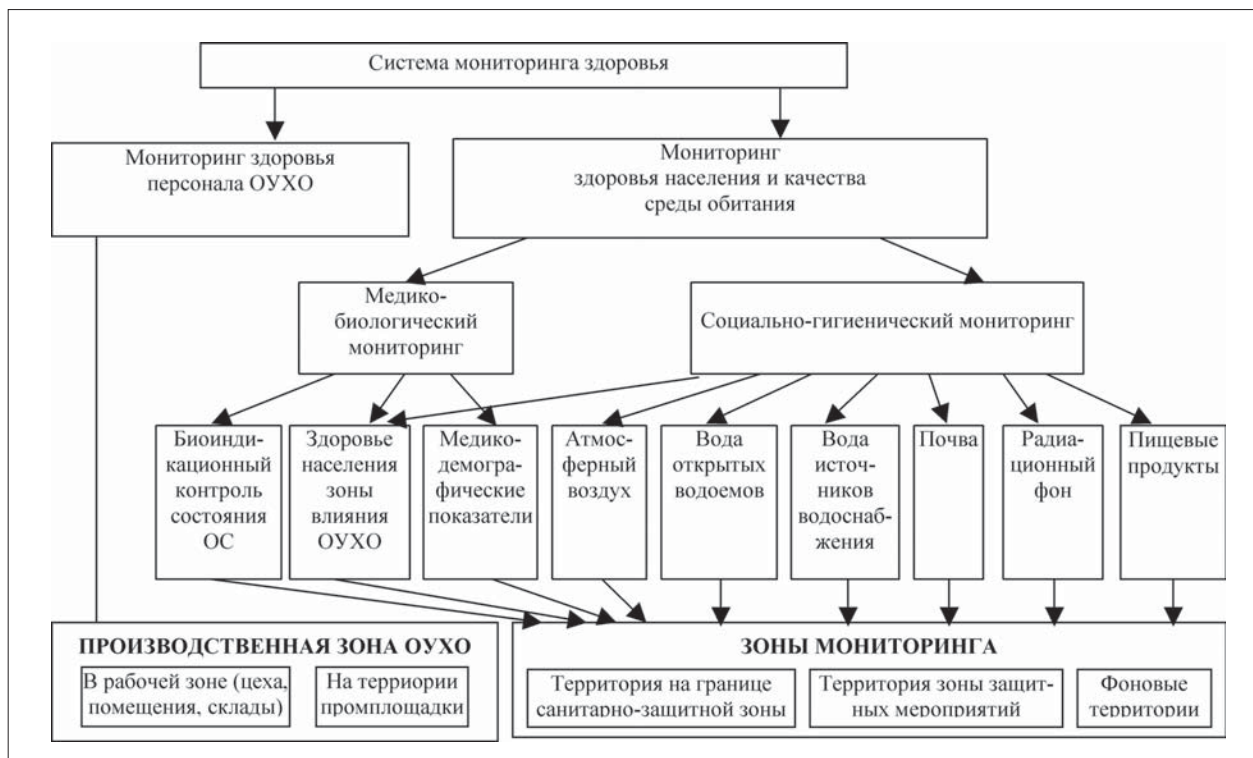 Система мониторинга здоровья
Мониторинг здоровья
персонала ОУХО
Мониторинг
здоровья населения и качества
среды обитания
Медико-
биологический
мониторинг
Социально-гигиенический мониторинг
Биоинди-
кационный
контроль
состояния
ОС
Здоровье
населения
зоны
влияния
ОУХО
Медико-
демогра-
фические
показатели
Атмос-
ферный
воздух
Вода
открытых
водоемов
Вода
источ-
ников
водоснаб-
жения
Почва
Радиа-
ционный
фон
Пищевые
продукты
ПРОИЗВОДСТВЕННАЯ ЗОНА ОУХО
В рабочей зоне (цеха,
помещения, склады)
На терриории
промплощадки
ЗОНЫ МОНИТОРИНГА
Территория на границе
санитарно-защитной зоны
Территория зоны защит-
ных мероприятий
Фоновые
территории